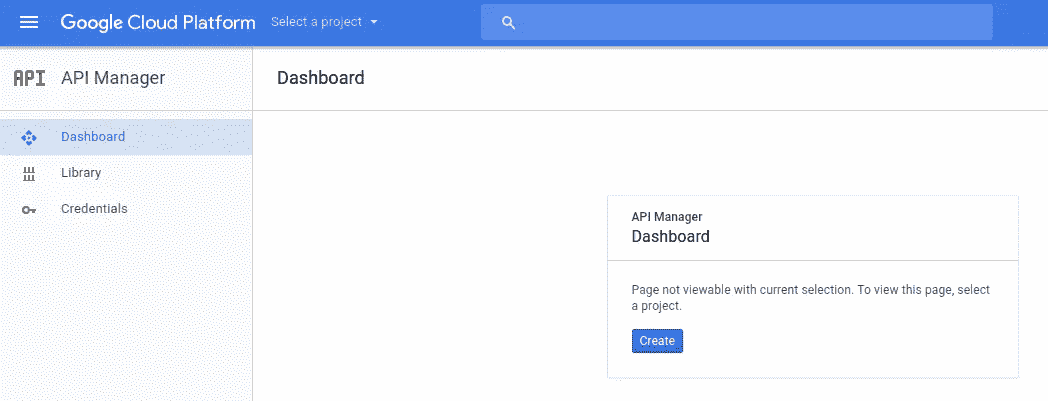 Google Cloud Platform Select a project
API API Manager
Dashboard
Dashboard
Library
Credentials
API Manager
Dashboard
Page not viewable with current selection. To view this page, select
a project.
Create